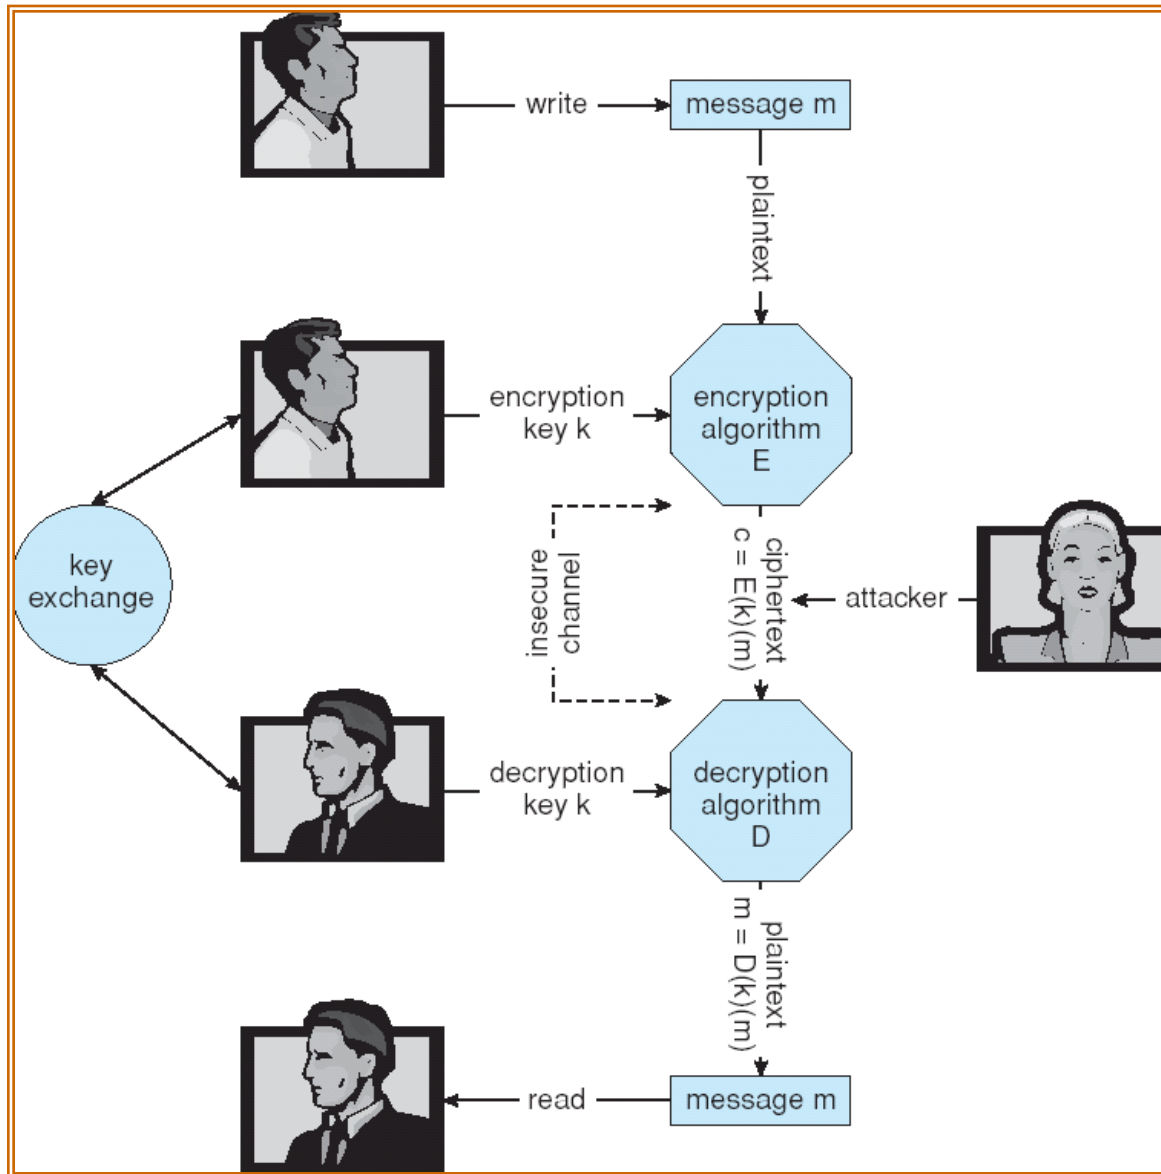 write
message m
plaintext
encryption
key k
encryption
algorithm
E
key
exchange
insecure
channel
ciphertext
c = E(k)(m)
attacker
decryption
key k
decryption
algorithm
D
plaintext
m = D(k)(m)
read
message m